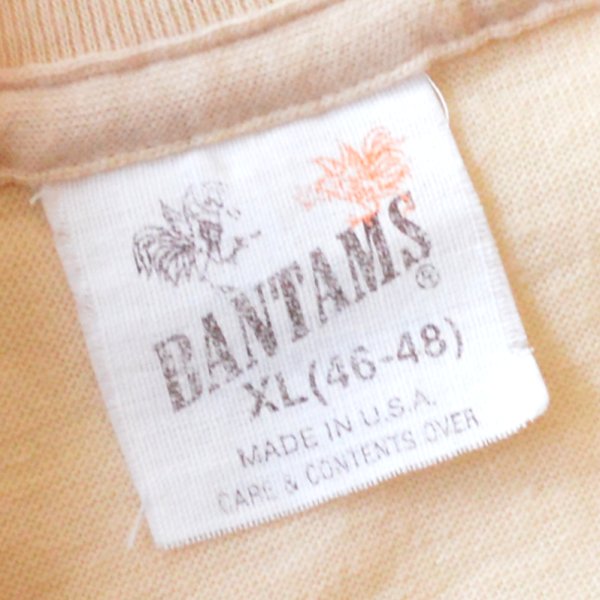 BANTAMS®
XL (46-48)
MADE IN U.S.A.
CARE & CONTENTS OVER